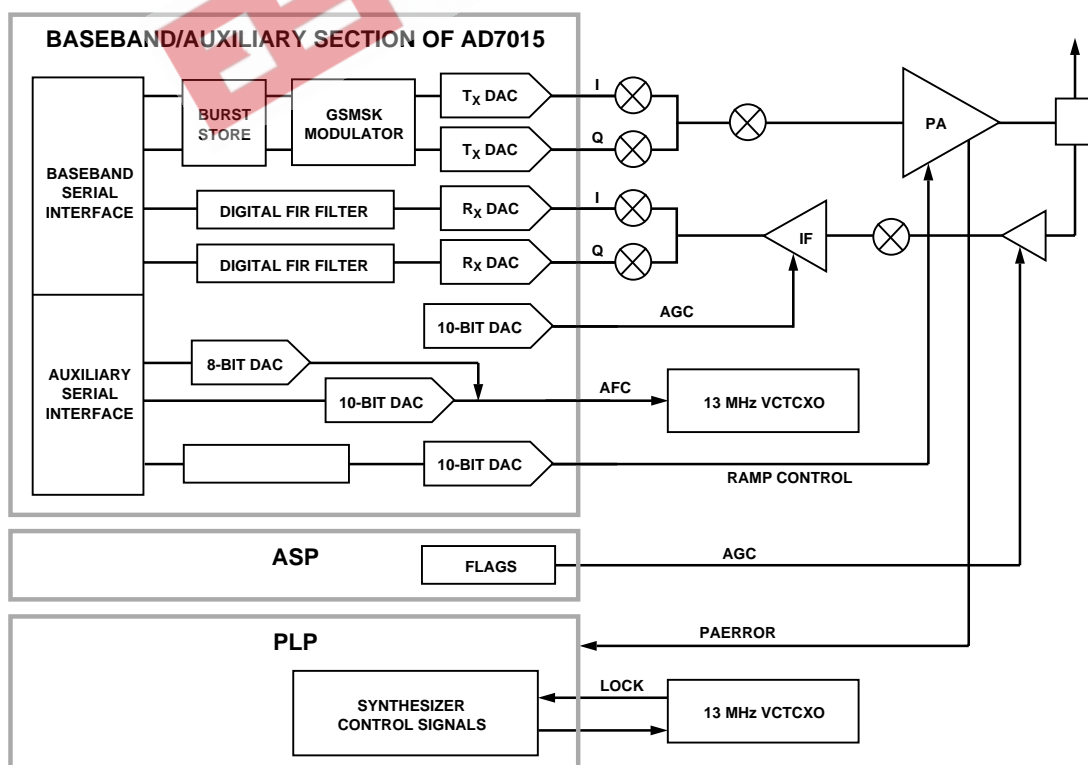 BASEBAND/AUXILIARY SECTION OF AD7015
BASEBAND
SERIAL
INTERFACE
BURST
STORE
GSMSK
MODULATOR
TX DAC
I
TX DAC
Q
PA
DIGITAL FIR FILTER
RX DAC
I
DIGITAL FIR FILTER
RX DAC
Q
IF
10-BIT DAC
AGC
AUXILIARY
SERIAL
INTERFACE
8-BIT DAC
10-BIT DAC
AFC
13 MHz VCTCXO
10-BIT DAC
RAMP CONTROL
ASP
FLAGS
AGC
PLP
PAERROR
SYNTHESIZER
CONTROL SIGNALS
LOCK
13 MHz VCTCXO